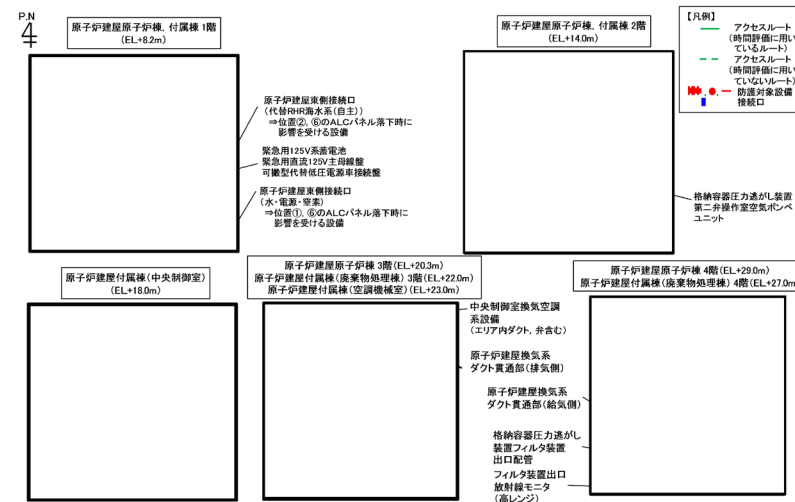 P.N
原子炉建屋原子炉棟, 付属棟 1階
(EL.+8.2m)
原子炉建屋東側接続口
(代替RHR海水系(自主))
⇒位置②, ⑥のALCパネル落下時に
影響を受ける設備
緊急用125V系蓄電池
緊急用直流125V主母線盤
可搬型代替低圧電源車接続盤
原子炉建屋東側接続口
(水・電源・窒素)
⇒位置①, ⑥のALCパネル落下時に
影響を受ける設備
原子炉建屋原子炉棟, 付属棟 2階
(EL.+14.0m)
格納容器圧力逃がし装置
第二弁操作室空気ボンベ
ユニット
【凡例】
アクセスルート
(時間評価に用い
ているルート)
アクセスルート
(時間評価に用い
ていないルート)
防護対象設備
接続口
原子炉建屋付属棟(中央制御室)
(EL.+18.0m)
原子炉建屋原子炉棟 3階(EL.+20.3m)
原子炉建屋付属棟(廃棄物処理棟) 3階(EL.+22.0m)
原子炉建屋付属棟(空調機械室) (EL.+23.0m)
中央制御室換気空調
系設備
(エリア内ダクト, 弁含む)
原子炉建屋換気系
ダクト貫通部(排気側)
原子炉建屋原子炉棟 4階(EL.+29.0m)
原子炉建屋付属棟(廃棄物処理棟) 4階(EL.+27.0m
原子炉建屋換気系
ダクト貫通部(給気側)
格納容器圧力逃がし
装置フィルタ装置
出口配管
フィルタ装置出口
放射線モニタ
(高レンジ)